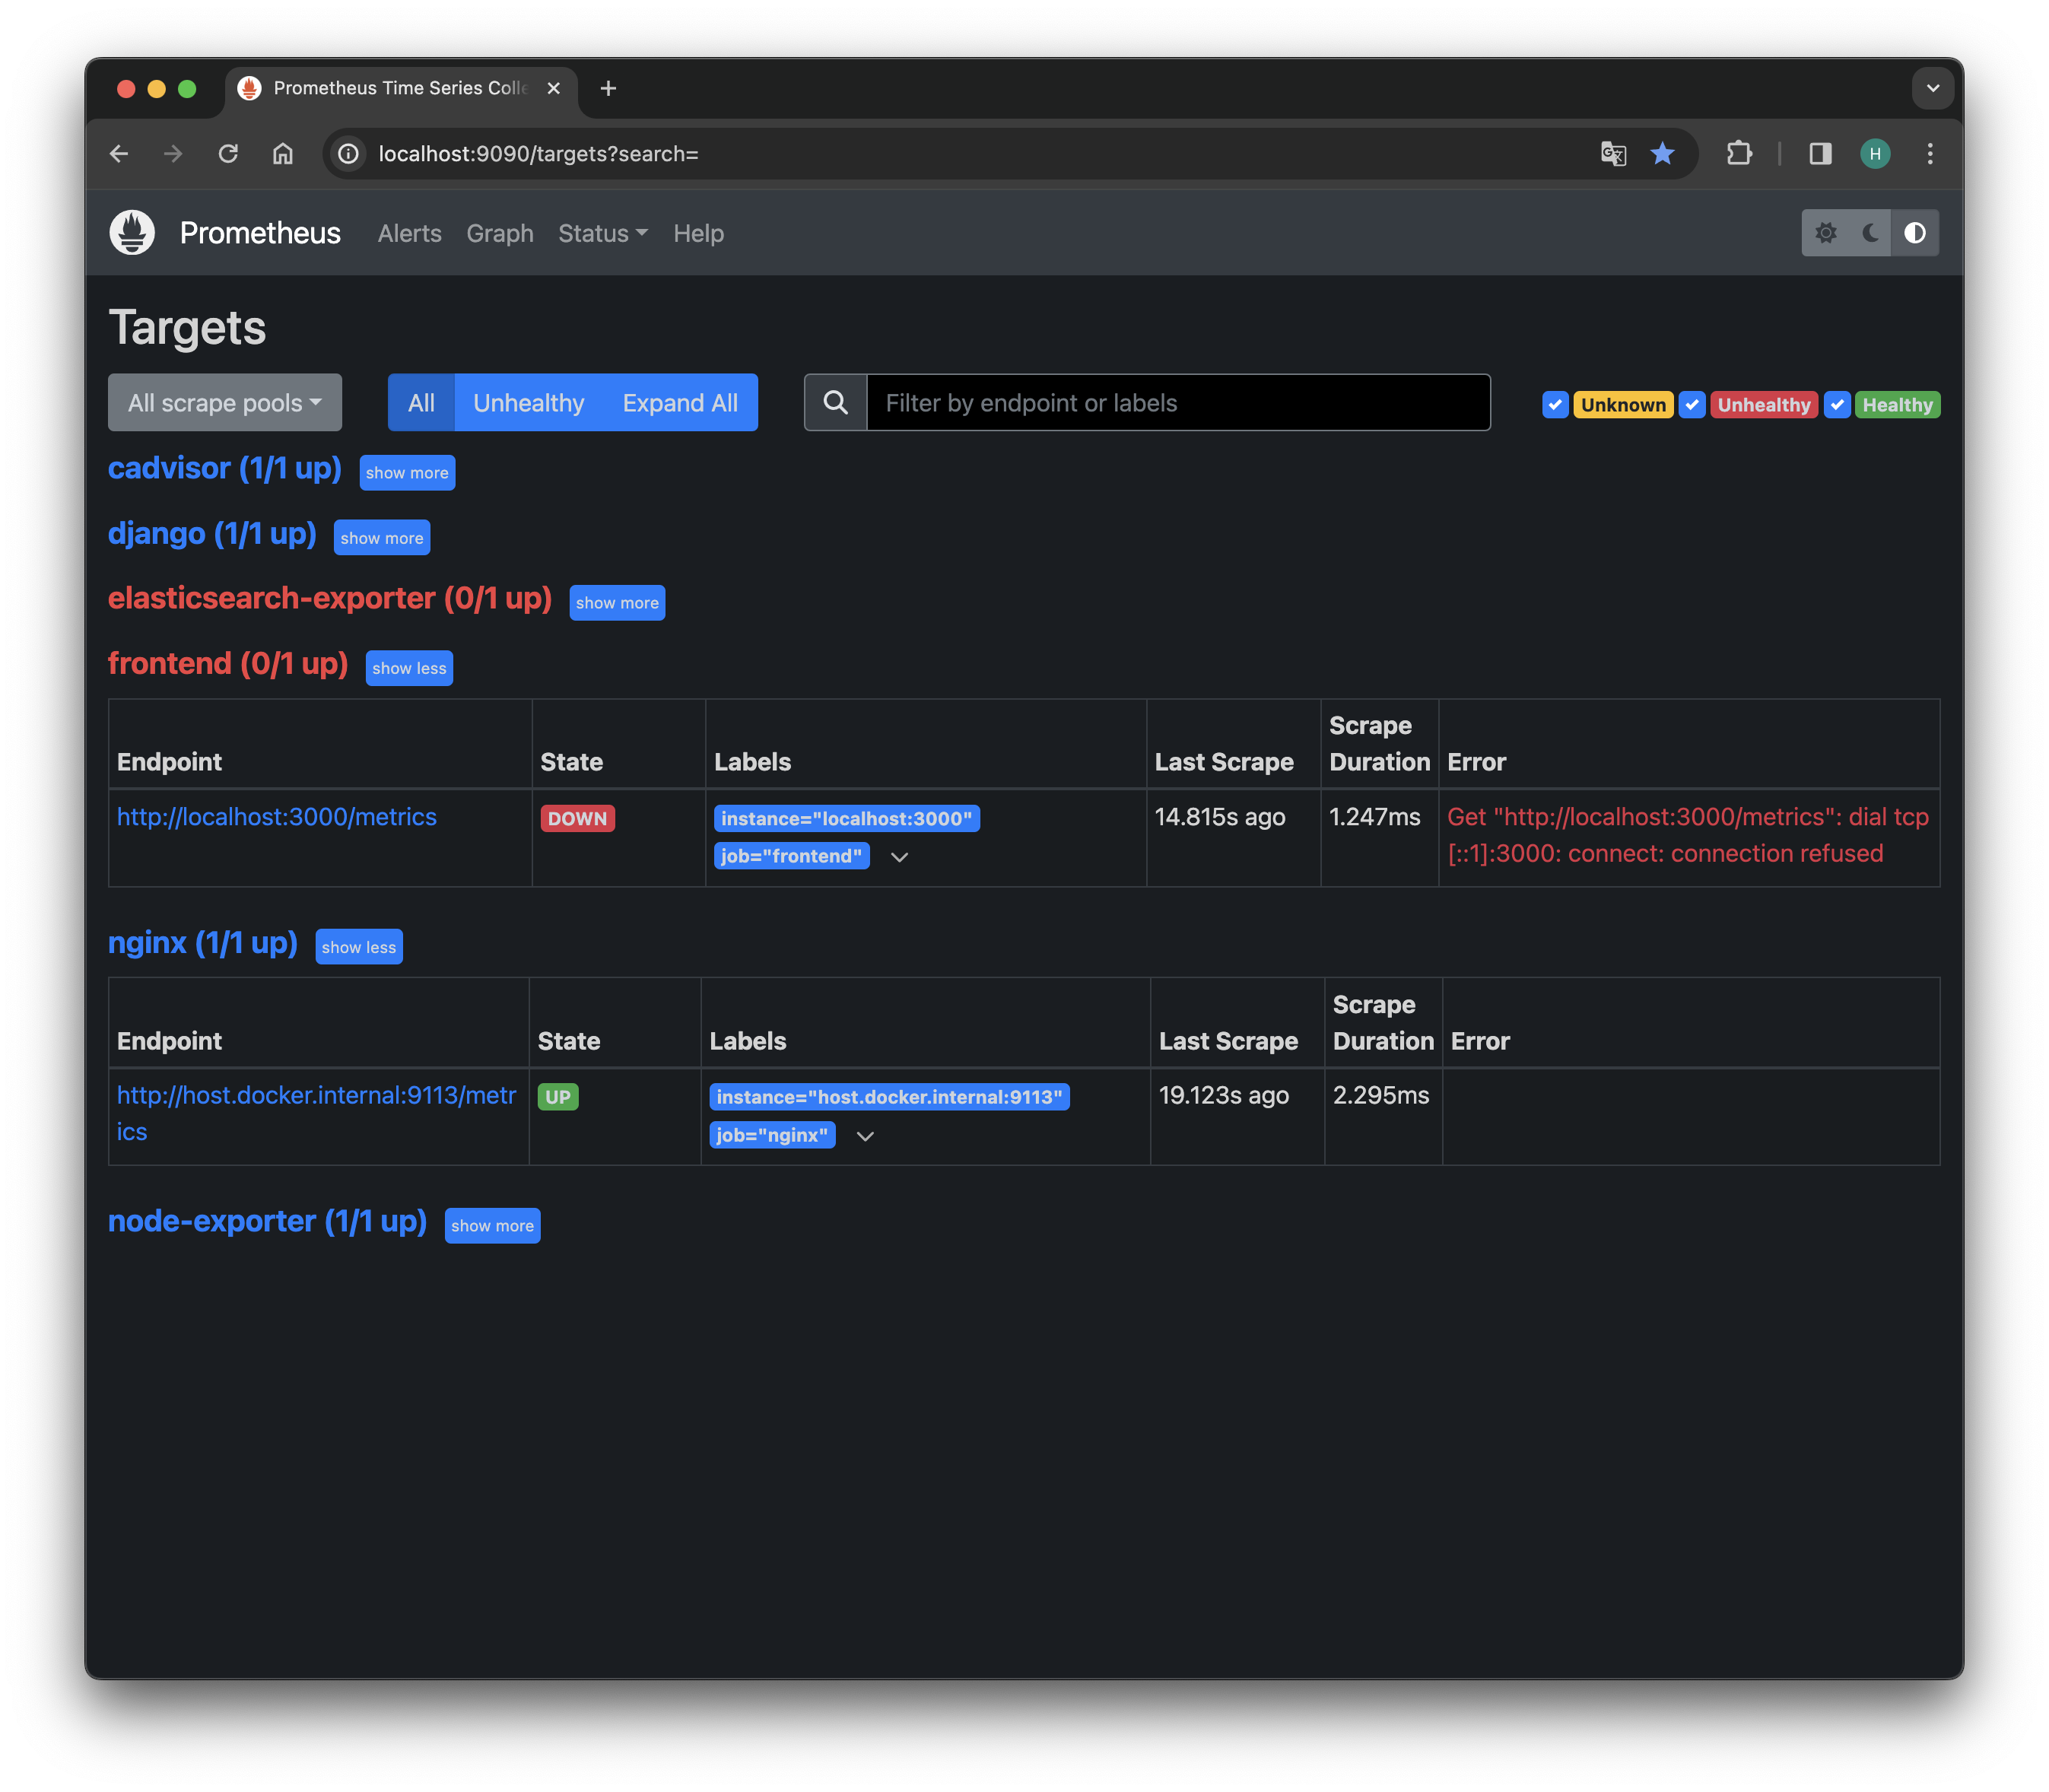 Prometheus Time Series Colle
localhost:9090/targets?search=
H
Prometheus Alerts Graph Status Help
Targets
All scrape pools All Unhealthy Expand All Filter by endpoint or labels Unknown Unhealthy Healthy
cadvisor (1/1 up) show more
django (1/1 up) show more
elasticsearch-exporter (0/1 up) show more
frontend (0/1 up) show less
Endpoint State Labels Last Scrape Scrape Duration Error
http://localhost:3000/metrics DOWN instance="localhost:3000" 14.815s ago 1.247ms Get "http://localhost:3000/metrics": dial tcp
job="frontend" [::1]:3000: connect: connection refused
nginx (1/1 up) show less
Endpoint State Labels Last Scrape Scrape Duration Error
http://host.docker.internal:9113/metr UP instance="host.docker.internal:9113" 19.123s ago 2.295ms
ics job="nginx"
node-exporter (1/1 up) show more